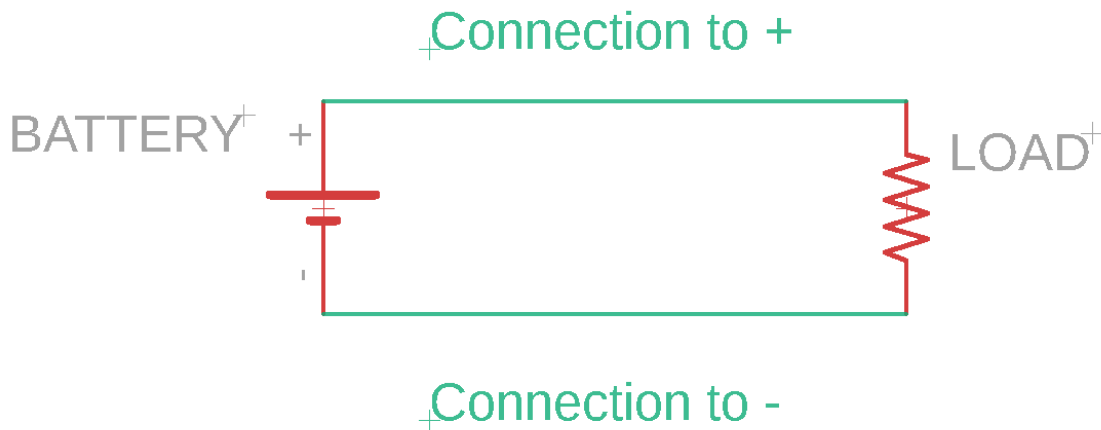 Connection to +
BATTERY
+
LOAD
-
Connection to -